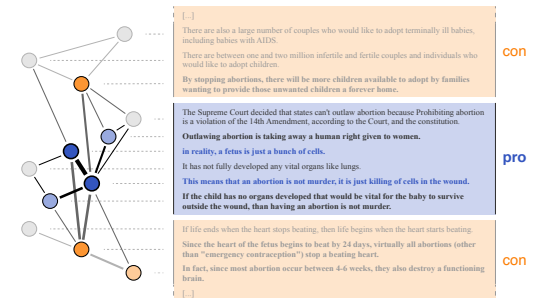 [...]
There are also a large number of couples who would like to adopt terminally ill babies,
including babies with AIDS.
There are between one and two million infertile and fertile couples and individuals who
would like to adopt children.
By stopping abortions, there will be more children available to adopt by families
wanting to provide those unwanted children a forever home.
con
The Supreme Court decided that states can't outlaw abortion because Prohibiting abortion
is a violation of the 14th Amendment, according to the Court, and the constitution.
Outlawing abortion is taking away a human right given to women.
in reality, a fetus is just a bunch of cells.
It has not fully developed any vital organs like lungs.
This means that an abortion is not murder, it is just killing of cells in the wound.
If the child has no organs developed that would be vital for the baby to survive
outside the wound, than having an abortion is not murder.
pro
If life ends when the heart stops beating, then life begins when the heart starts beating.
Since the heart of the fetus begins to beat by 24 days, virtually all abortions (other
than "emergency contraception") stop a beating heart.
In fact, since most abortion occur between 4-6 weeks, they also destroy a functioning
brain.
[...]
con